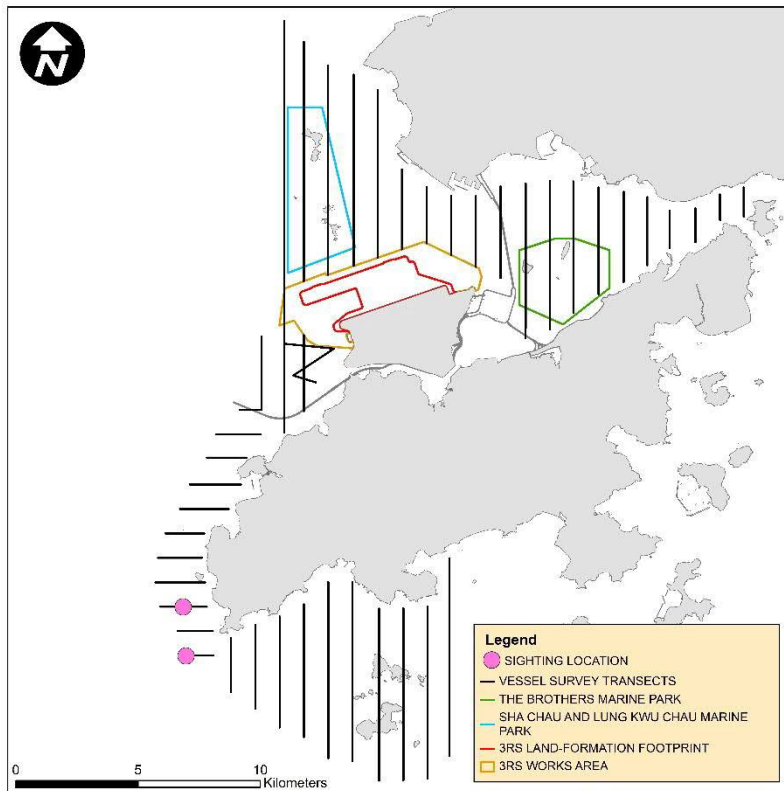 N
Legend
SIGHTING LOCATION
VESSEL SURVEY TRANSECTS
THE BROTHERS MARINE PARK
SHA CHAU AND LUNG KWU CHAU MARINE
PARK
3RS LAND-FORMATION FOOTPRINT
3RS WORKS AREA
0 5 10
Kilometers